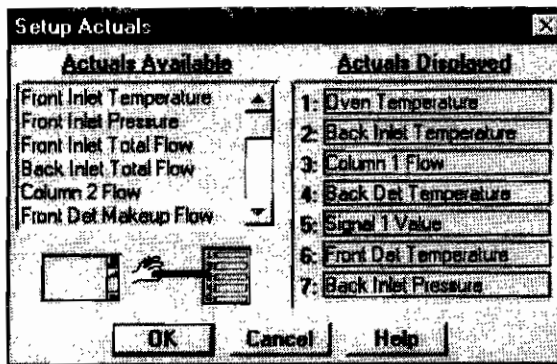 Setup Actuals
Actuals Available
Front Inlet Temperature
Front Inlet Pressure
Front Inlet Total Flow
Back Inlet Total Flow
Column 2 Flow
Front Det Makeup Flow
Actuals Displayed
1: Oven Temperature
2: Back Inlet Temperature
3: Column 1 Flow
4: Back Det Temperature
5: Signal 1 Value
6: Front Det Temperature
7: Back Inlet Pressure
OK Cancel Help